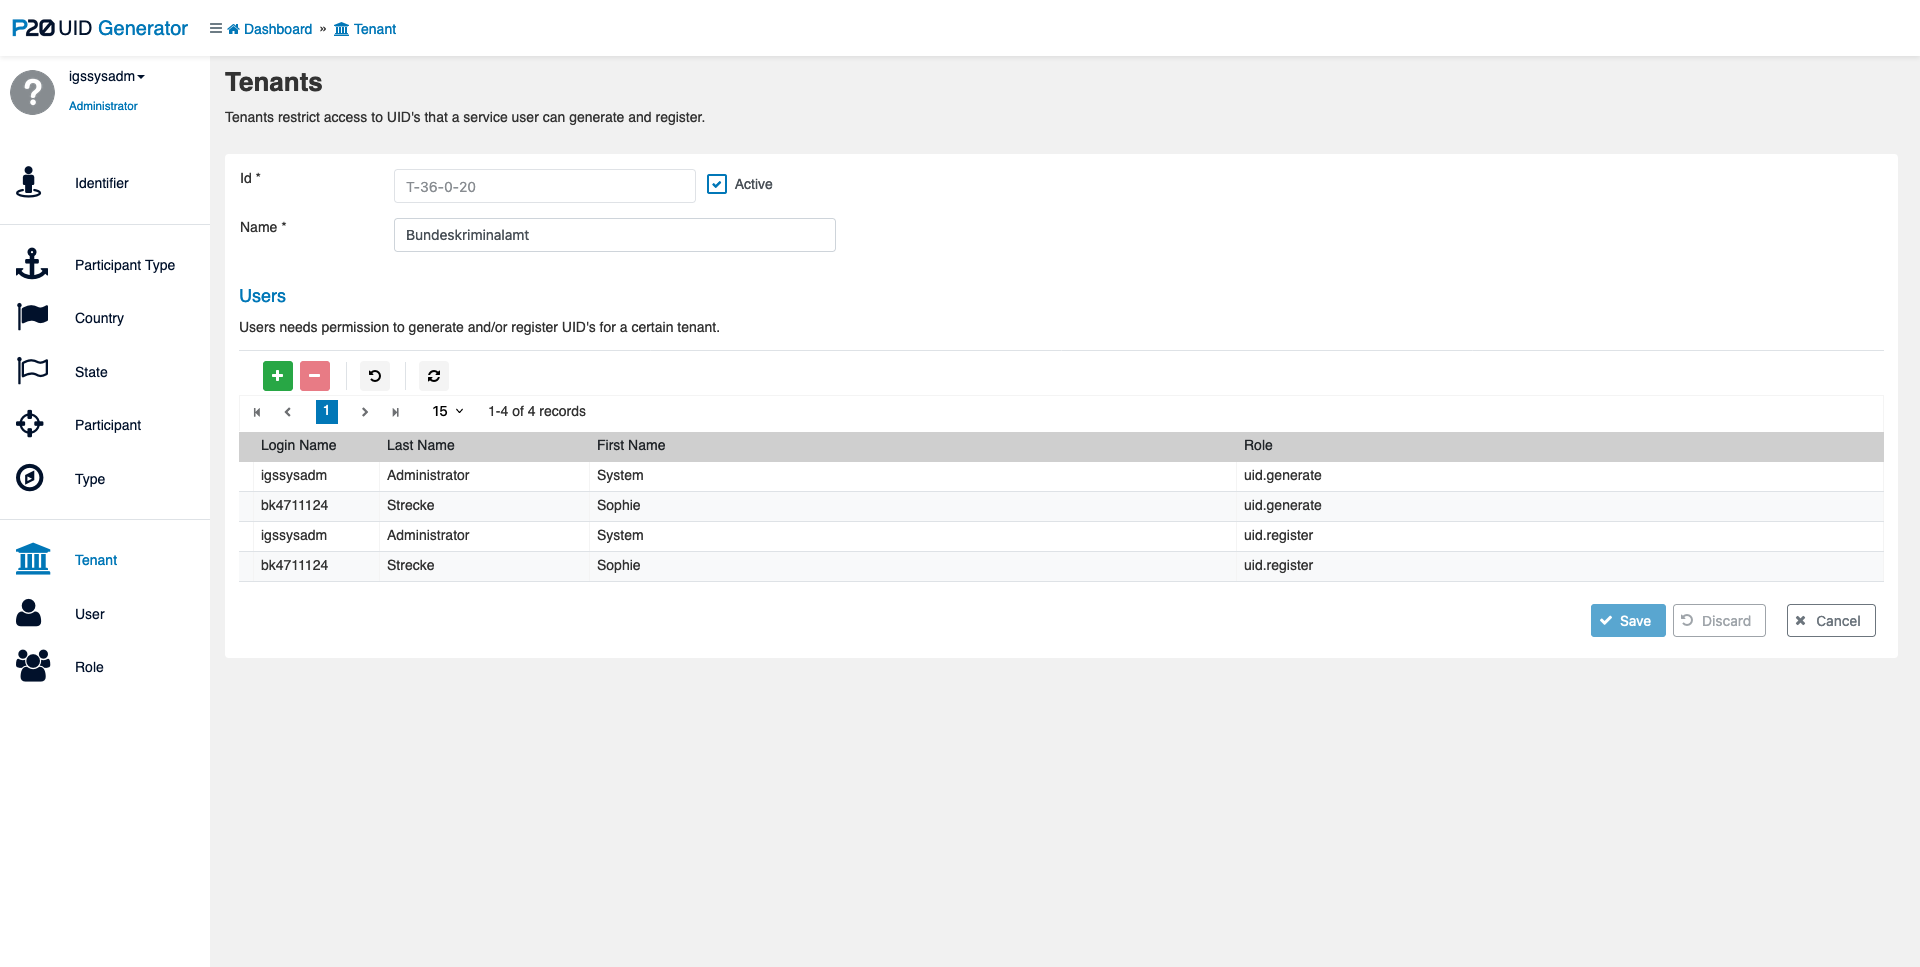 P20 UID Generator
Dashboard » Tenant
igssysadm
Administrator
Identifier
Participant Type
Country
State
Participant
Type
Tenant
User
Role
Tenants
Tenants restrict access to UID's that a service user can generate and register.
Id *
T-36-0-20
Active
Name *
Bundeskriminalamt
Users
Users needs permission to generate and/or register UID's for a certain tenant.
1 15 1-4 of 4 records
Login Name Last Name First Name Role
igssysadm Administrator System uid.generate
bk4711124 Strecke Sophie uid.generate
igssysadm Administrator System uid.register
bk4711124 Strecke Sophie uid.register
Save Discard Cancel